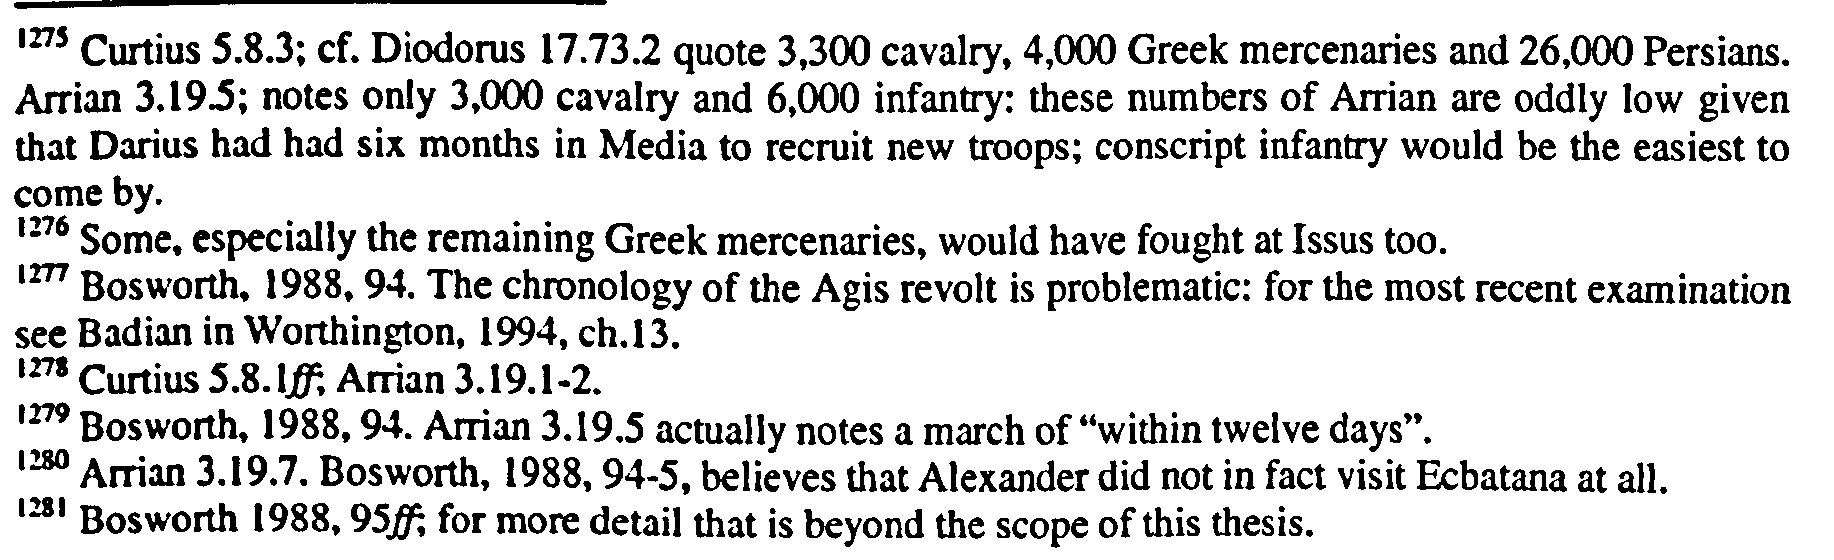 1275 Curtius 5.8.3; cf. Diodorus 17.73.2 quote 3,300 cavalry, 4,000 Greek mercenaries and 26,000 Persians.
Arrian 3.19.5; notes only 3,000 cavalry and 6,000 infantry: these numbers of Arrian are oddly low given
that Darius had had six months in Media to recruit new troops; conscript infantry would be the easiest to
come by.
1276 Some, especially the remaining Greek mercenaries, would have fought at Issus too.
1277 Bosworth, 1988, 94. The chronology of the Agis revolt is problematic: for the most recent examination
see Badian in Worthington, 1994, ch.13.
1278 Curtius 5.8.1ff; Arrian 3.19.1-2.
1279 Bosworth, 1988, 94. Arrian 3.19.5 actually notes a march of “within twelve days”.
1280 Arrian 3.19.7. Bosworth, 1988, 94-5, believes that Alexander did not in fact visit Ecbatana at all.
1281 Bosworth 1988, 95ff; for more detail that is beyond the scope of this thesis.